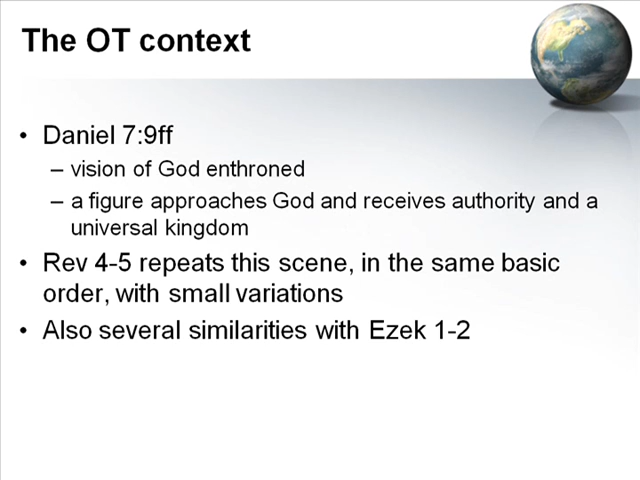 The OT context
• Daniel 7:9ff
– vision of God enthroned
– a figure approaches God and receives authority and a
universal kingdom
• Rev 4-5 repeats this scene, in the same basic
order, with small variations
• Also several similarities with Ezek 1-2